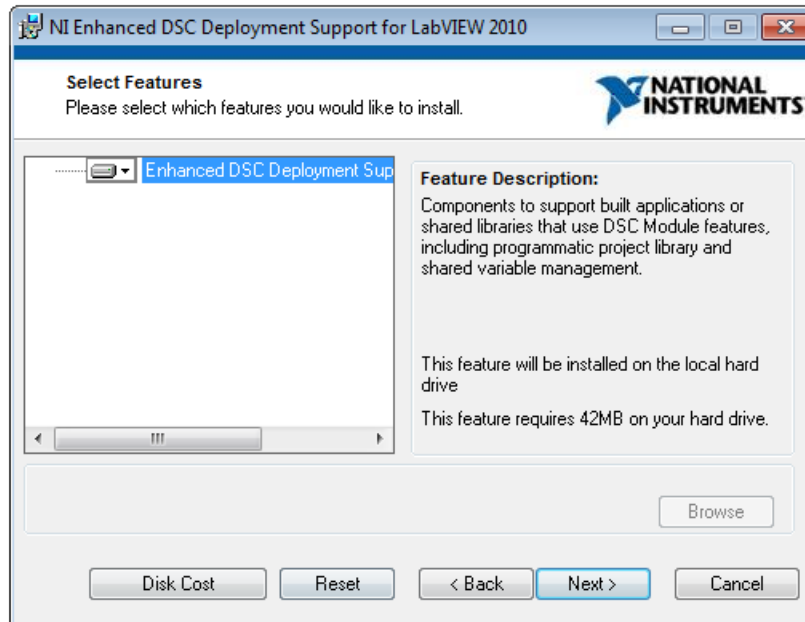 NI Enhanced DSC Deployment Support for LabVIEW 2010
Select Features
Please select which features you would like to install.
NATIONAL
INSTRUMENTS
Enhanced DSC Deployment Sup
Feature Description:
Components to support built applications or
shared libraries that use DSC Module features,
including programmatic project library and
shared variable management.
This feature will be installed on the local hard
drive
This feature requires 42MB on your hard drive.
Browse
Disk Cost
Reset
< Back
Next >
Cancel